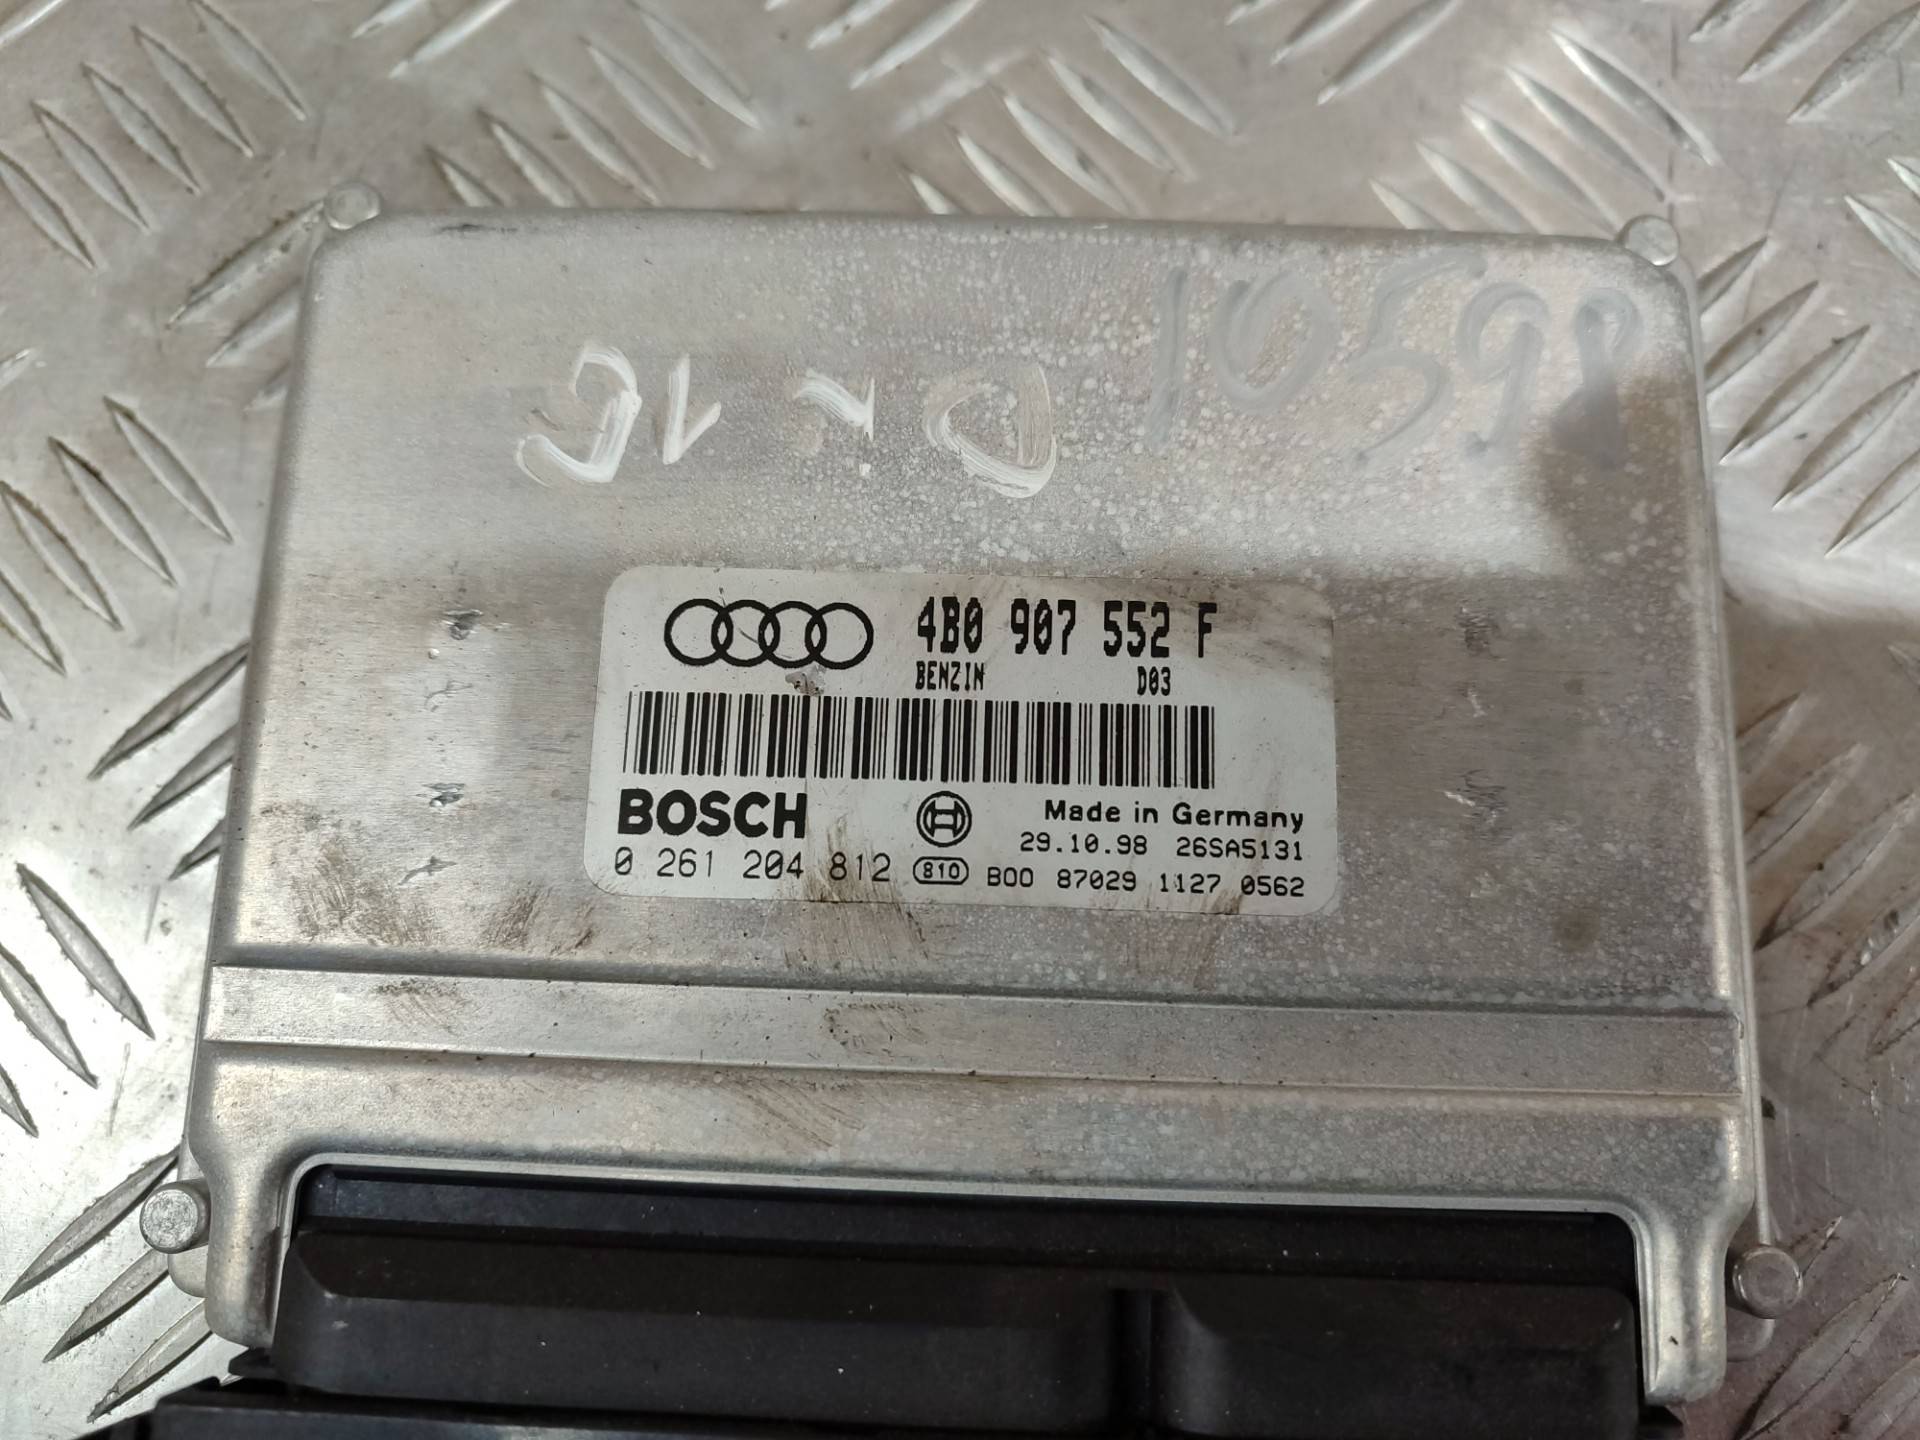 10598
4B0 907 552 F
BENZIN D03
BOSCH
Made in Germany
29.10.98 26SA5131
0 261 204 812 810 B00 87029 1127 0562